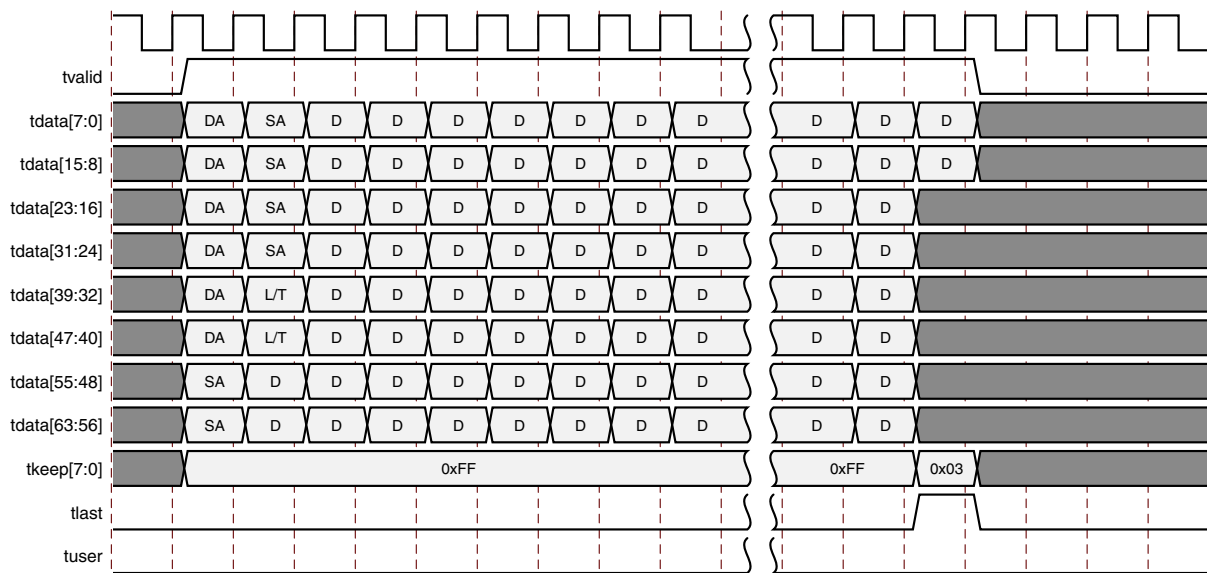 tvalid
tdata[7:0] DA SA D D D D D D D D D D
tdata[15:8] DA SA D D D D D D D D D D
tdata[23:16] DA SA D D D D D D D D D
tdata[31:24] DA SA D D D D D D D D D
tdata[39:32] DA L/T D D D D D D D D D
tdata[47:40] DA L/T D D D D D D D D D
tdata[55:48] SA D D D D D D D D D D
tdata[63:56] SA D D D D D D D D D D
tkeep[7:0] 0xFF 0xFF 0x03
tlast
tuser